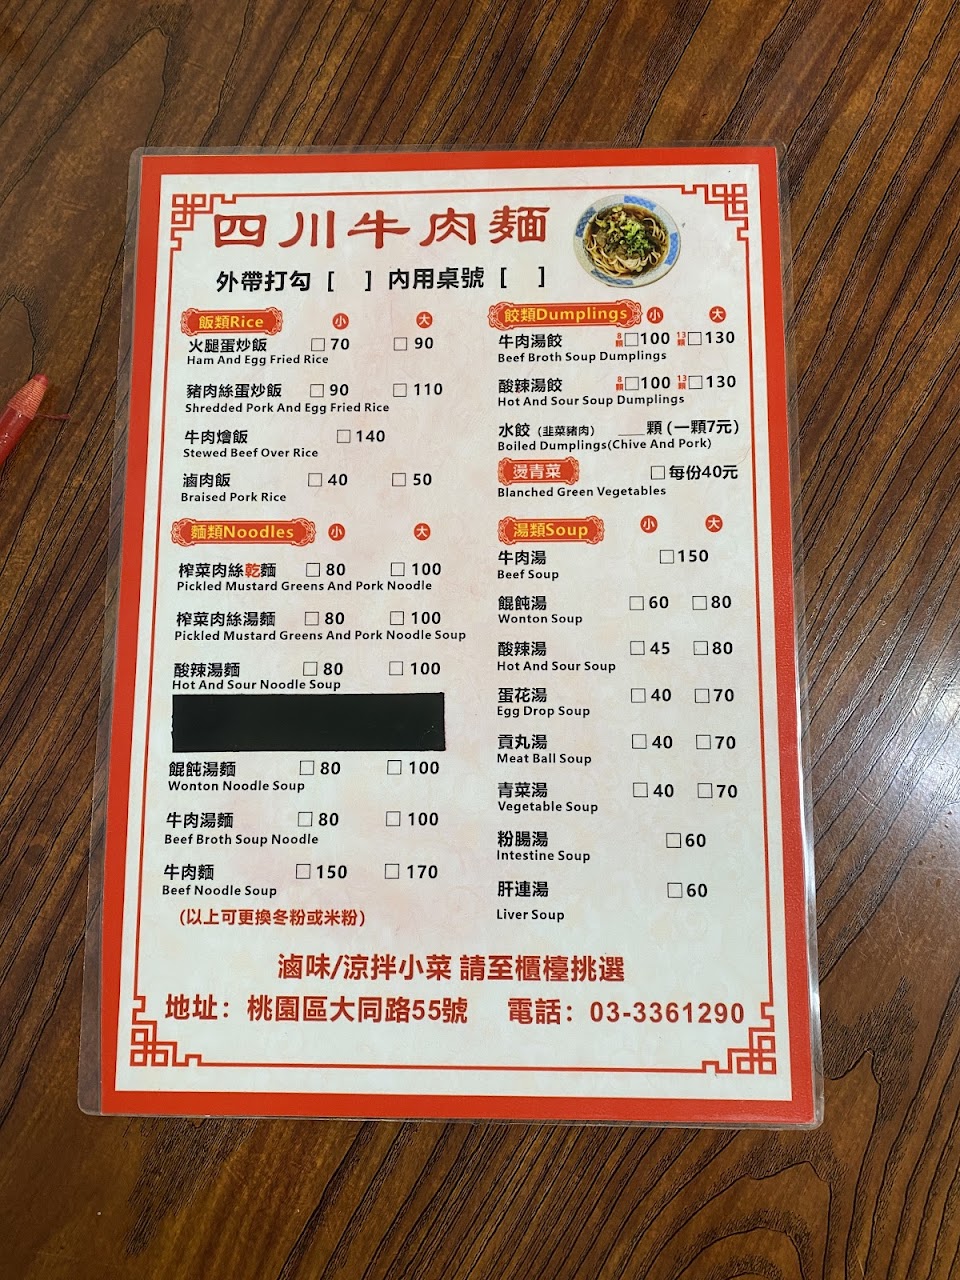 四川牛肉麵
外帶打勾 [ ] 內用桌號 [ ]
飯類Rice 小 大
火腿蛋炒飯 □70 □90
Ham And Egg Fried Rice
豬肉絲蛋炒飯 □90 □110
Shredded Pork And Egg Fried Rice
牛肉燴飯 □140
Stewed Beef Over Rice
滷肉飯 □40 □50
Braised Pork Rice
麵類Noodles 小 大
榨菜肉絲乾麵 □80 □100
Pickled Mustard Greens And Pork Noodle
榨菜肉絲湯麵 □80 □100
Pickled Mustard Greens And Pork Noodle Soup
酸辣湯麵 □80 □100
Hot And Sour Noodle Soup
餛飩湯麵 □80 □100
Wonton Noodle Soup
牛肉湯麵 □80 □100
Beef Broth Soup Noodle
牛肉麵 □150 □170
Beef Noodle Soup
(以上可更換冬粉或米粉)
餃類Dumplings 小 大
牛肉湯餃 8顆□100 13顆□130
Beef Broth Soup Dumplings
酸辣湯餃 8顆□100 13顆□130
Hot And Sour Soup Dumplings
水餃（韭菜豬肉） ___顆(一顆7元)
Boiled Dumplings(Chive And Pork)
燙青菜 □每份40元
Blanched Green Vegetables
湯類Soup 小 大
牛肉湯 □150
Beef Soup
餛飩湯 □60 □80
Wonton Soup
酸辣湯 □45 □80
Hot And Sour Soup
蛋花湯 □40 □70
Egg Drop Soup
貢丸湯 □40 □70
Meat Ball Soup
青菜湯 □40 □70
Vegetable Soup
粉腸湯 □60
Intestine Soup
肝連湯 □60
Liver Soup
滷味/涼拌小菜 請至櫃檯挑選
地址：桃園區大同路55號 電話：03-3361290